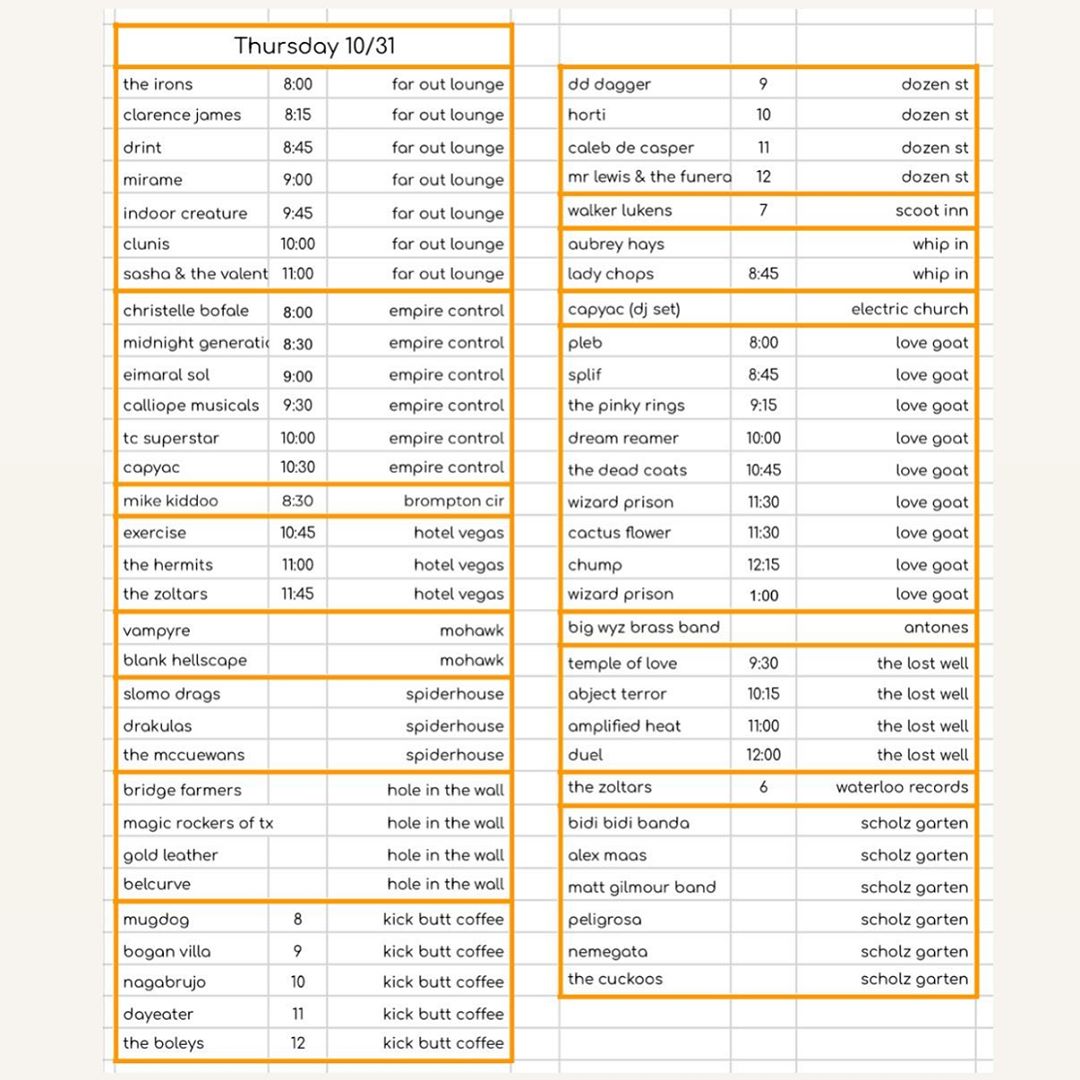 Thursday 10/31
the irons 8:00 far out lounge
clarence james 8:15 far out lounge
drint 8:45 far out lounge
mirame 9:00 far out lounge
indoor creature 9:45 far out lounge
clunis 10:00 far out lounge
sasha & the valent 11:00 far out lounge
christelle bofale 8:00 empire control
midnight generatic 8:30 empire control
eimaral sol 9:00 empire control
calliope musicals 9:30 empire control
tc superstar 10:00 empire control
capyac 10:30 empire control
mike kiddoo 8:30 brompton cir
exercise 10:45 hotel vegas
the hermits 11:00 hotel vegas
the zoltars 11:45 hotel vegas
vampyre mohawk
blank hellscape mohawk
slomo drags spiderhouse
drakulas spiderhouse
the mccuewans spiderhouse
bridge farmers hole in the wall
magic rockers of tx hole in the wall
gold leather hole in the wall
belcurve hole in the wall
mugdog 8 kick butt coffee
bogan villa 9 kick butt coffee
nagabrujo 10 kick butt coffee
dayeater 11 kick butt coffee
the boleys 12 kick butt coffee
dd dagger 9 dozen st
horti 10 dozen st
caleb de casper 11 dozen st
mr lewis & the funera 12 dozen st
walker lukens 7 scoot inn
aubrey hays whip in
lady chops 8:45 whip in
capyac (dj set) electric church
pleb 8:00 love goat
splif 8:45 love goat
the pinky rings 9:15 love goat
dream reamer 10:00 love goat
the dead coats 10:45 love goat
wizard prison 11:30 love goat
cactus flower 11:30 love goat
chump 12:15 love goat
wizard prison 1:00 love goat
big wyz brass band antones
temple of love 9:30 the lost well
abject terror 10:15 the lost well
amplified heat 11:00 the lost well
duel 12:00 the lost well
the zoltars 6 waterloo records
bidi bidi banda scholz garten
alex maas scholz garten
matt gilmour band scholz garten
peligrosa scholz garten
nemegata scholz garten
the cuckoos scholz garten